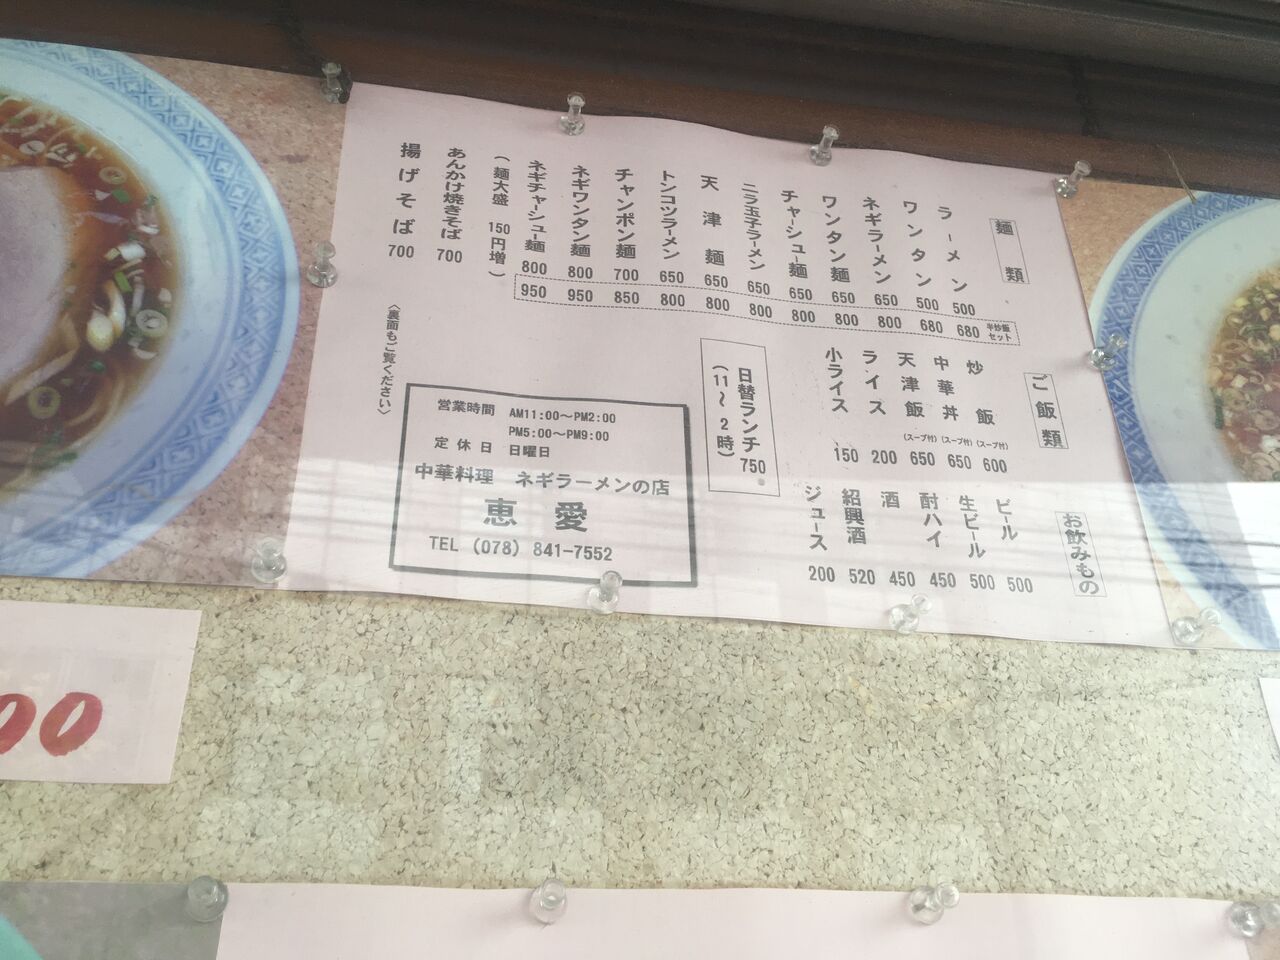 麺類
半炒飯セット
ラーメン 500 680
ワンタン 500 680
ネギラーメン 650 800
ワンタン麺 650 800
チャーシュー麺 650 800
ニラ玉子ラーメン 650 800
天津麺 650 800
トンコツラーメン 650 800
チャンポン麺 700 850
ネギワンタン麺 800 950
ネギチャーシュー麺 800 950
(麺大盛 150円増)
あんかけ焼きそば 700
揚げそば 700
ご飯類
炒飯 (スープ付) 600
中華丼 (スープ付) 650
天津飯 (スープ付) 650
ライス 200
小ライス 150
日替ランチ 750
(11〜2時)
お飲みもの
ビール 500
生ビール 500
酎ハイ 450
酒 450
紹興酒 520
ジュース 200
〈裏面もご覧ください〉
営業時間 AM11:00〜PM2:00
PM5:00〜PM9:00
定休日 日曜日
中華料理 ネギラーメンの店
恵愛
TEL (078) 841-7552
00